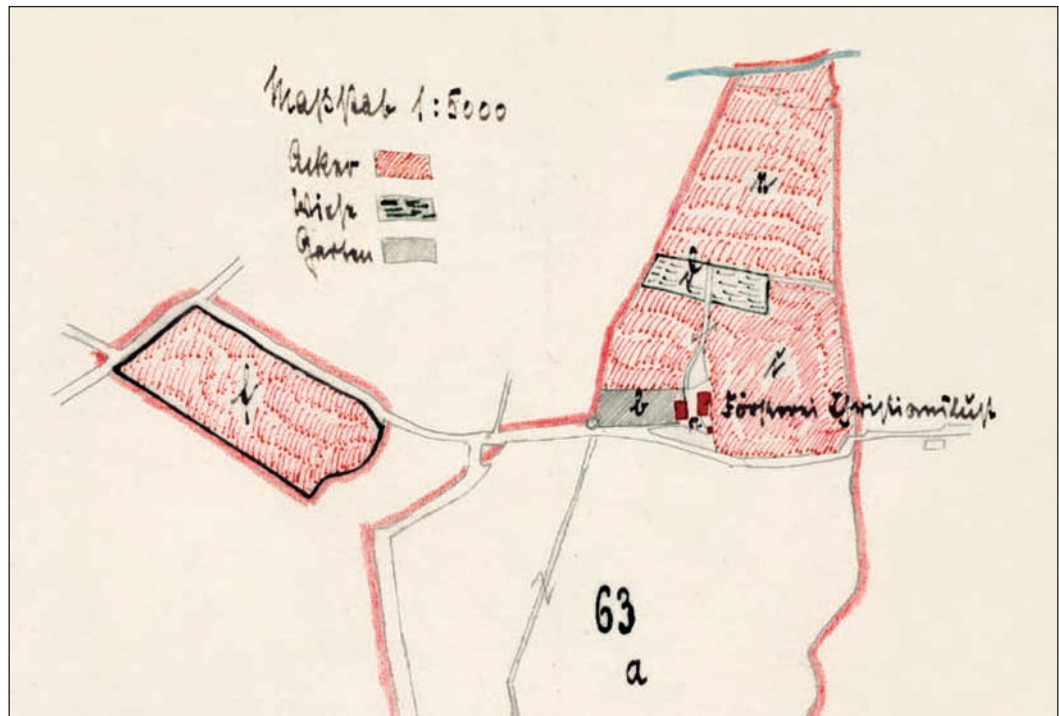 Maßstab 1:5000
Acker
Wiese
Garten
n
f
i
b
Försterei Christianslust
63
a